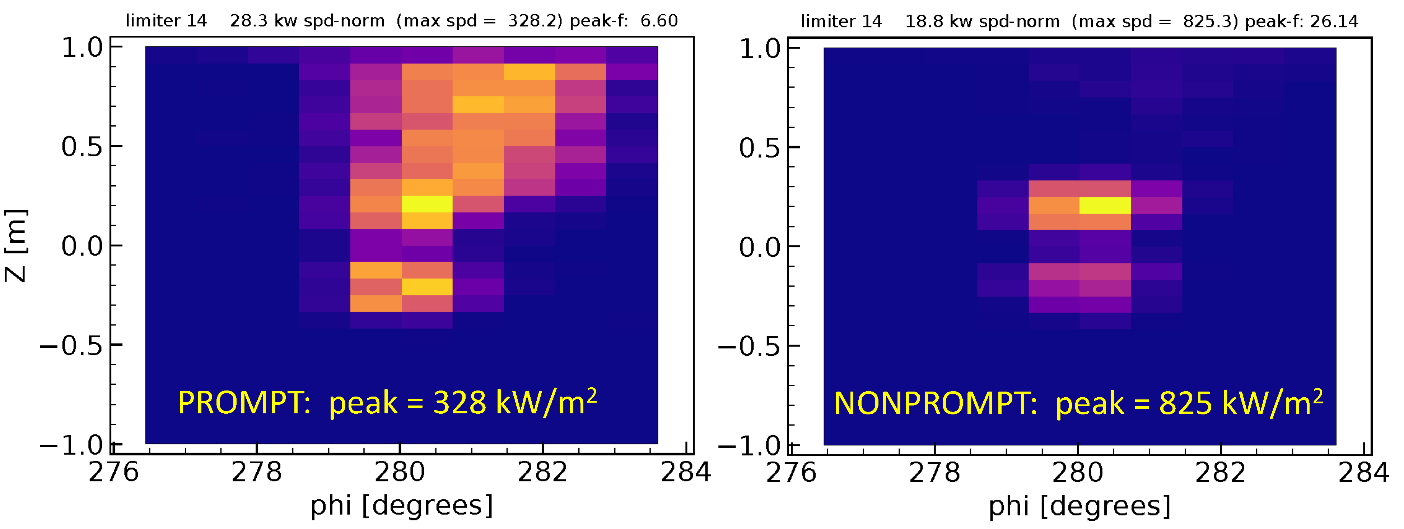 limiter 14 28.3 kw spd-norm (max spd = 328.2) peak-f: 6.60
1.0
0.5
0.0
−0.5
−1.0
Z [m]
PROMPT: peak = 328 kW/m²
276 278 280 282 284
phi [degrees]
limiter 14 18.8 kw spd-norm (max spd = 825.3) peak-f: 26.14
1.0
0.5
0.0
−0.5
−1.0
NONPROMPT: peak = 825 kW/m²
276 278 280 282 284
phi [degrees]